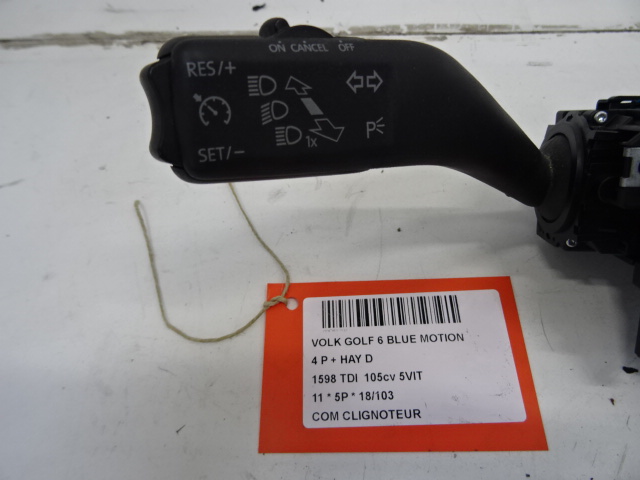 ON CANCEL OFF
RES/+
SET/-
1x
P
VOLK GOLF 6 BLUE MOTION
4 P + HAY D
1598 TDI 105cv 5VIT
11 * 5P * 18/103
COM CLIGNOTEUR